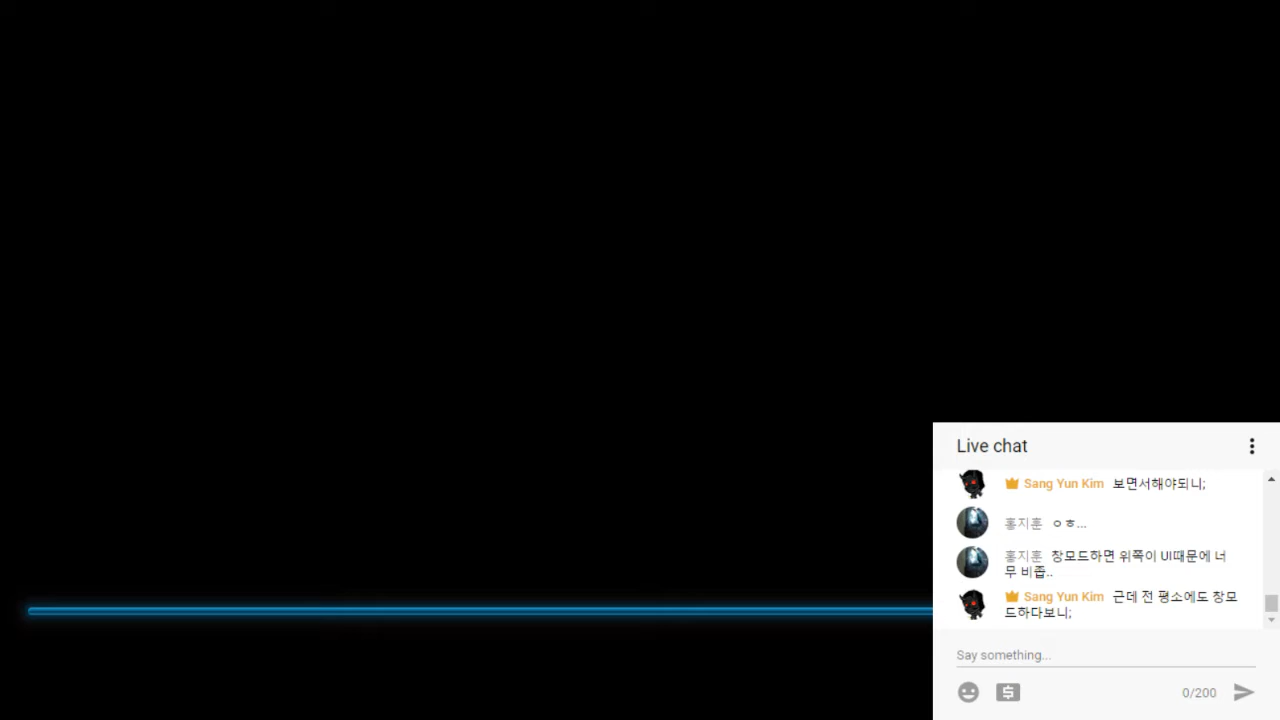 Live chat
Sang Yun Kim 보면서해야되니;
홍지훈 ㅇㅎ...
홍지훈 창모드하면 위쪽이 UI때문에 너
무 비좁..
Sang Yun Kim 근데 전 평소에도 창모
드하다보니;
Say something...
0/200